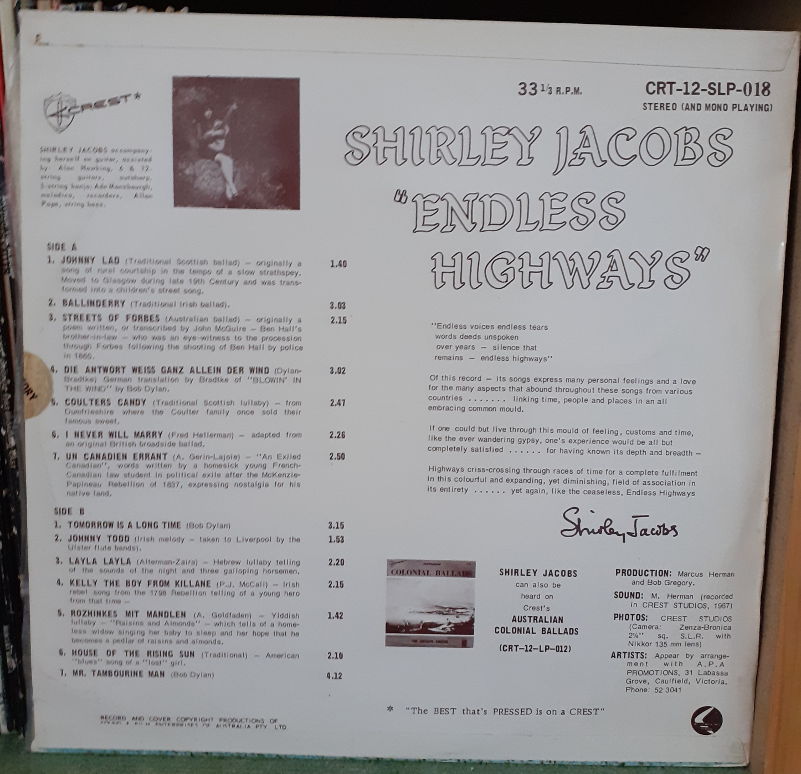 CREST*
33 1/3 R.P.M.
CRT-12-SLP-018
STEREO (AND MONO PLAYING)
SHIRLEY JACOBS accompany-
ing herself on guitar, assisted
by: Alan Hawking, 6 & 12
string guitars,
5-string banjo, Ade Monsbourgh,
melodica, recorders, Allan
Pope, string bass.
SHIRLEY JACOBS
"ENDLESS
HIGHWAYS"
SIDE A
1. JOHNNY LAD (Traditional Scottish ballad) — originally a 1.40
song of rural courtship in the tempo of a slow strathspey.
Moved to Glasgow during late 19th Century and was trans-
formed into a children's street song.
2. BALLINDERRY (Traditional Irish ballad). 3.03
3. STREETS OF FORBES (Australian ballad) — originally a 2.15
poem written, or transcribed by John McGuire — Ben Hall's
brother-in-law — who was an eye-witness to the procession
through Forbes following the shooting of Ben Hall by police
in 1865.
4. DIE ANTWORT WEISS GANZ ALLEIN DER WIND (Dylan- 3.02
Bradtke) German translation by Bradtke of "BLOWIN' IN
THE WIND" by Bob Dylan.
5. COULTERS CANDY (Traditional Scottish lullaby) — from 2.47
Dumfrieshire where the Coulter family once sold their
famous sweet.
6. I NEVER WILL MARRY (Fred Hellerman) — adapted from 2.26
an original British broadside ballad.
7. UN CANADIEN ERRANT (A. Gerin-Lajoie) — "An Exiled 2.50
Canadian", words written by a homesick young French-
Canadian law student in political exile after the McKenzie-
Papineau Rebellion of 1837, expressing nostalgia for his
native land.
SIDE B
1. TOMORROW IS A LONG TIME (Bob Dylan) 3.15
2. JOHNNY TODD (Irish melody — taken to Liverpool by the 1.53
Ulster flute bands).
3. LAYLA LAYLA (Alterman-Zaira) — Hebrew lullaby telling 2.20
of the sounds of the night and three galloping horsemen.
4. KELLY THE BOY FROM KILLANE (P.J. McCall) — Irish 2.15
rebel song from the 1798 Rebellion telling of a young hero
from that time —
5. ROZHINKES MIT MANDLEN (A. Goldfaden) — Yiddish 1.42
lullaby — "Raisins and Almonds" — which tells of a home-
less widow singing her baby to sleep and her hope that he
becomes a pedlar of raisins and almonds.
6. HOUSE OF THE RISING SUN (Traditional) — American 2.10
"blues" song of a "lost" girl.
7. MR. TAMBOURINE MAN (Bob Dylan) 4.12
RECORD AND COVER COPYRIGHT PRODUCTIONS OF
SOUND & FILM ENTERPRISES OF AUSTRALIA PTY. LTD
"Endless voices endless tears
words deeds unspoken
over years — silence that
remains — endless highways"
Of this record — its songs express many personal feelings and a love
for the many aspects that abound throughout these songs from various
countries ....... linking time, people and places in an all
embracing common mould.
If one could but live through this mould of feeling, customs and time,
like the ever wandering gypsy, one's experience would be all but
completely satisfied ...... for having known its depth and breadth —
Highways criss-crossing through races of time for a complete fulfilment
In this colourful and expanding, yet diminishing, field of association in
its entirety ...... yet again, like the ceaseless, Endless Highways
Shirley Jacobs
COLONIAL BALLADS
SHIRLEY JACOBS
can also be
heard on
Crest's
AUSTRALIAN
COLONIAL BALLADS
(CRT-12-LP-012)
PRODUCTION: Marcus Herman
and Bob Gregory.
SOUND: M. Herman (recorded
in CREST STUDIOS, 1967)
PHOTOS: CREST STUDIOS
(Camera: Zenza-Bronica
2¼" sq. S.L.R. with
Nikkor 135 mm lens)
ARTISTS: Appear by arrange-
ment with A.P.A
PROMOTIONS, 31 Labassa
Grove, Caulfield, Victoria.
Phone: 52 3041
* "The BEST that's PRESSED is on a CREST"